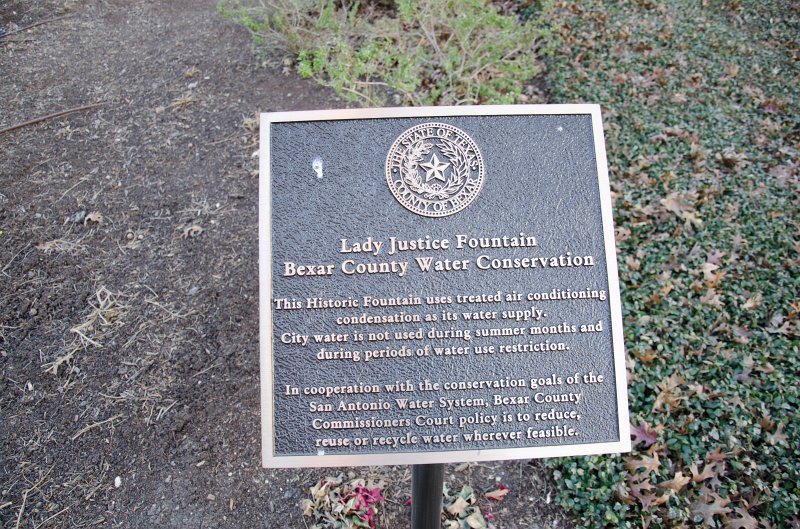 THE STATE OF TEXAS
COUNTY OF BEXAR
Lady Justice Fountain
Bexar County Water Conservation
This Historic Fountain uses treated air conditioning
condensation as its water supply.
City water is not used during summer months and
during periods of water use restriction.
In cooperation with the conservation goals of the
San Antonio Water System, Bexar County
Commissioners Court policy is to reduce,
reuse or recycle water wherever feasible.